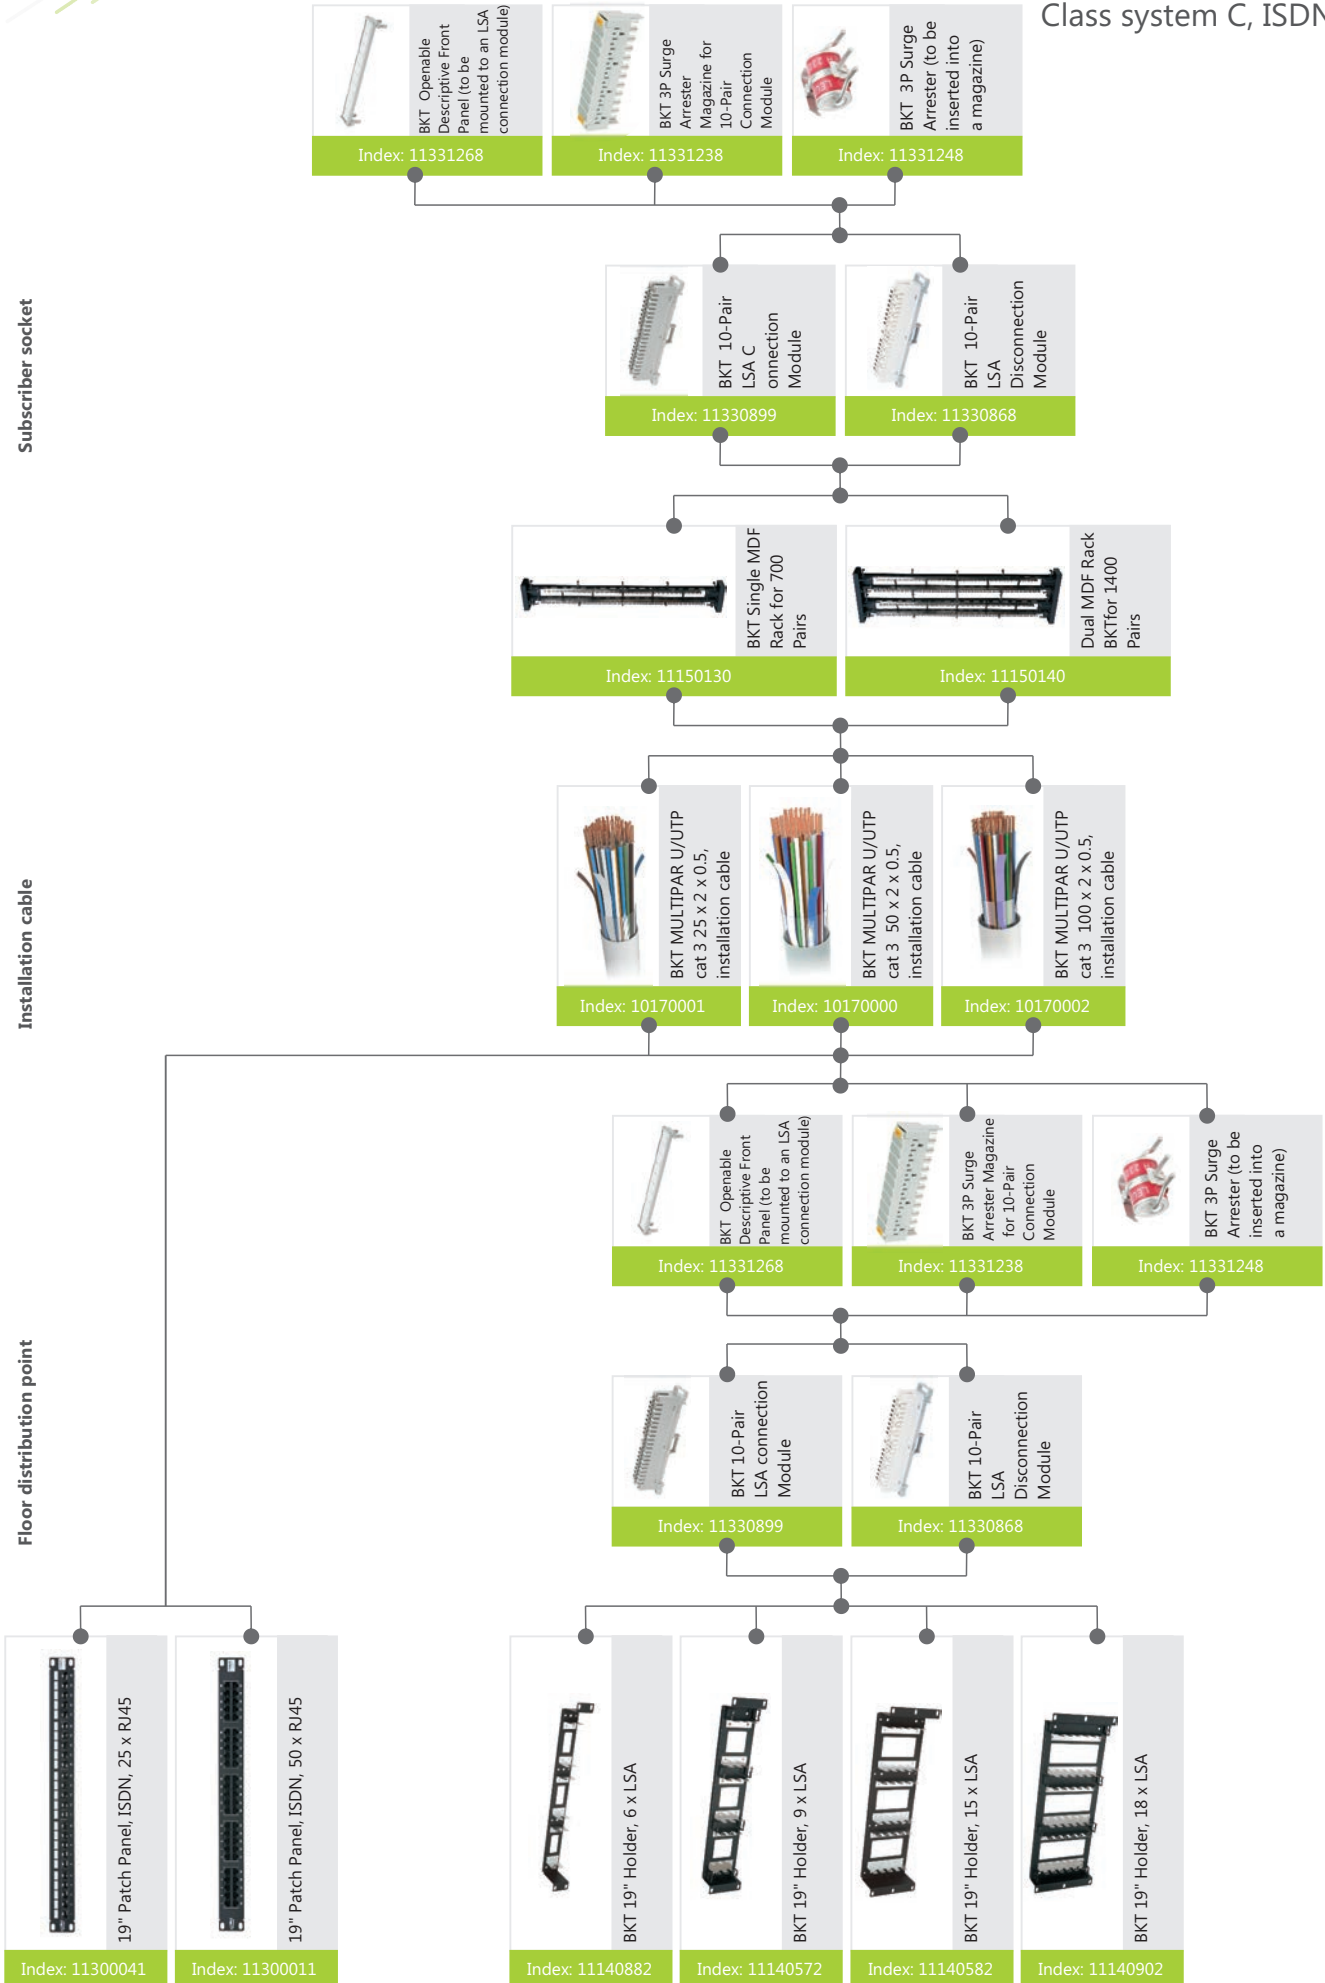 Class system C, ISDN
BKT Openable
Descriptive Front
Panel (to be
mounted to an LSA
connection module)
Index: 11331268
BKT 3P Surge
Arrester
Magazine for
10-Pair
Connection
Module
Index: 11331238
BKT 3P Surge
Arrester (to be
inserted into
a magazine)
Index: 11331248
Subscriber socket
BKT 10-Pair
LSA C
onnection
Module
Index: 11330899
BKT 10-Pair
LSA
Disconnection
Module
Index: 11330868
BKT Single MDF
Rack for 700
Pairs
Index: 11150130
Dual MDF Rack
BKTfor 1400
Pairs
Index: 11150140
Installation cable
BKT MULTIPAR U/UTP
cat 3 25 x 2 x 0.5,
installation cable
Index: 10170001
BKT MULTIPAR U/UTP
cat 3 50 x 2 x 0.5,
installation cable
Index: 10170000
BKT MULTIPAR U/UTP
cat 3 100 x 2 x 0.5,
installation cable
Index: 10170002
BKT Openable
Descriptive Front
Panel (to be
mounted to an LSA
connection module)
Index: 11331268
BKT 3P Surge
Arrester Magazine
for 10-Pair
Connection
Module
Index: 11331238
BKT 3P Surge
Arrester (to be
inserted into
a magazine)
Index: 11331248
Floor distribution point
BKT 10-Pair
LSA connection
Module
Index: 11330899
BKT 10-Pair
LSA
Disconnection
Module
Index: 11330868
19" Patch Panel, ISDN, 25 x RJ45
Index: 11300041
19" Patch Panel, ISDN, 50 x RJ45
Index: 11300011
BKT 19" Holder, 6 x LSA
Index: 11140882
BKT 19" Holder, 9 x LSA
Index: 11140572
BKT 19" Holder, 15 x LSA
Index: 11140582
BKT 19" Holder, 18 x LSA
Index: 11140902